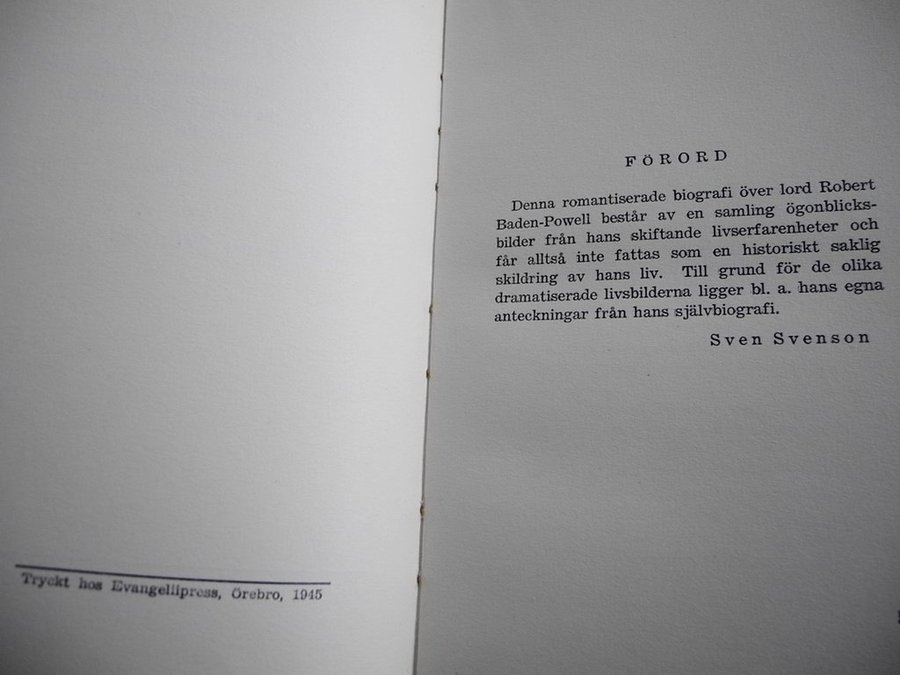 Tryckt hos Evangeliipress, Örebro, 1945
FÖRORD
Denna romantiserade biografi över lord Robert
Baden-Powell består av en samling ögonblicks-
bilder från hans skiftande livserfarenheter och
får alltså inte fattas som en historiskt saklig
skildring av hans liv. Till grund för de olika
dramatiserade livsbilderna ligger bl. a. hans egna
anteckningar från hans självbiografi.
Sven Svenson